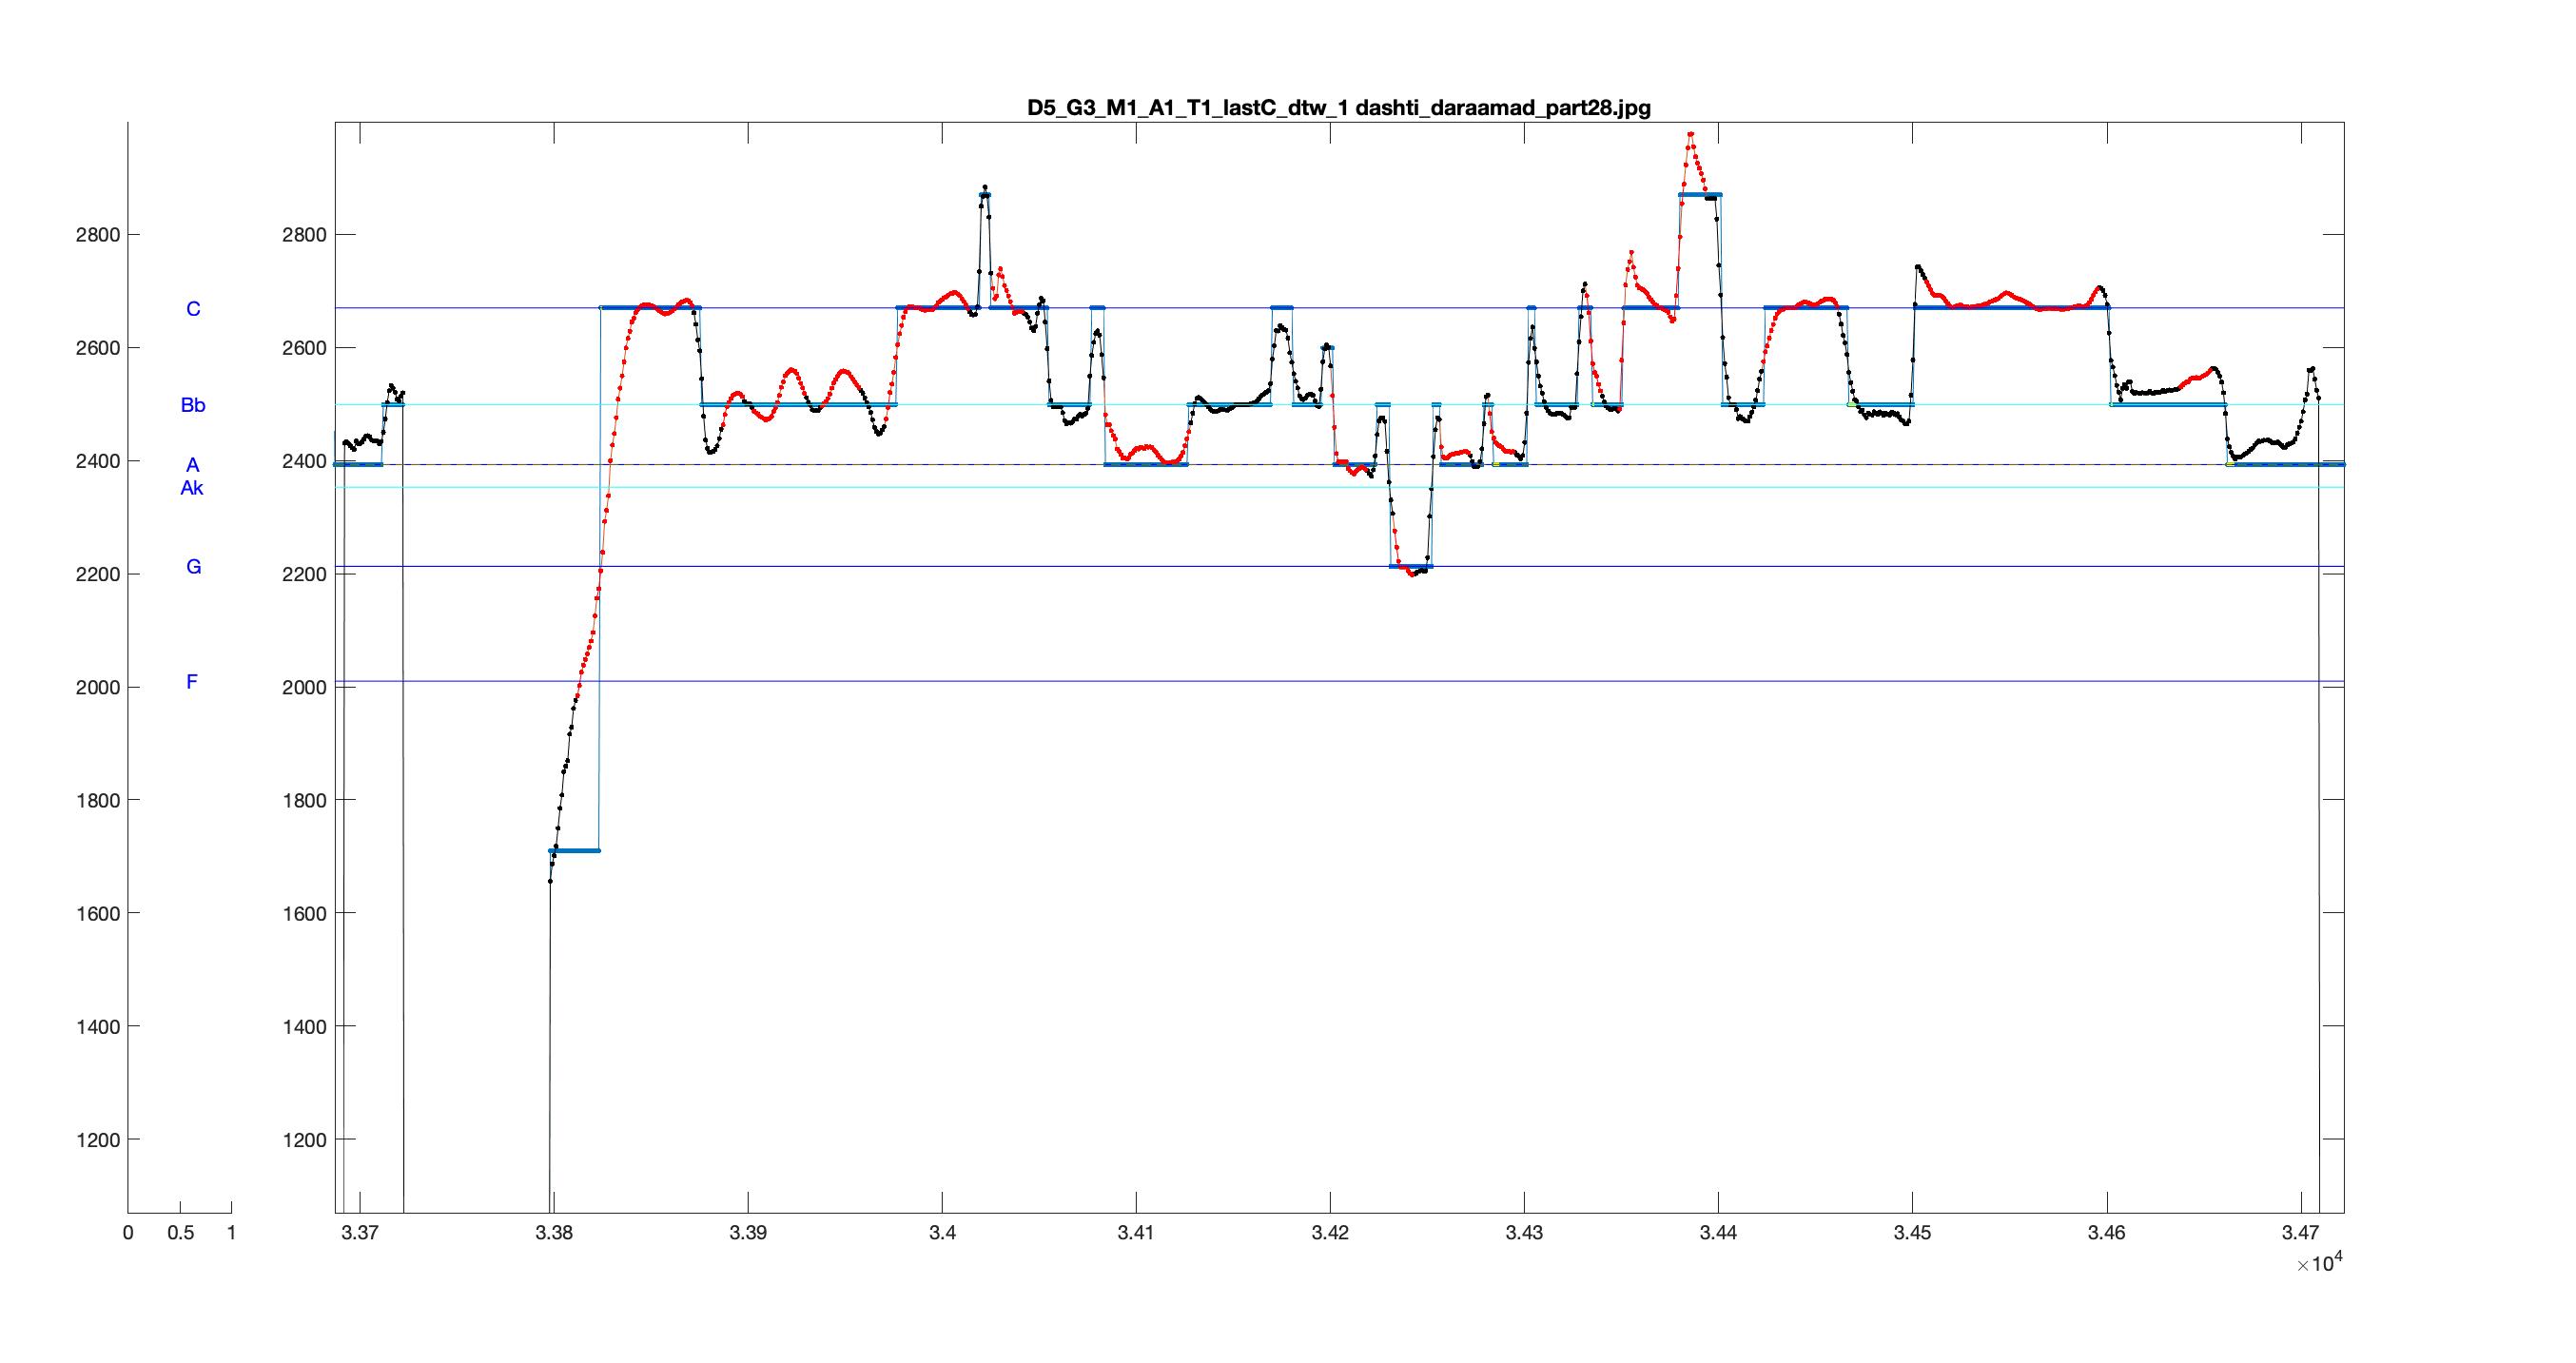 D5_G3_M1_A1_T1_lastC_dtw_1 dashti_daraamad_part28.jpg
2800 2800
C
2600 2600
Bb
2400 A 2400
Ak
2200 G 2200
2000 F 2000
1800 1800
1600 1600
1400 1400
1200 1200
0 0.5 1 3.37 3.38 3.39 3.4 3.41 3.42 3.43 3.44 3.45 3.46 3.47
×10⁴